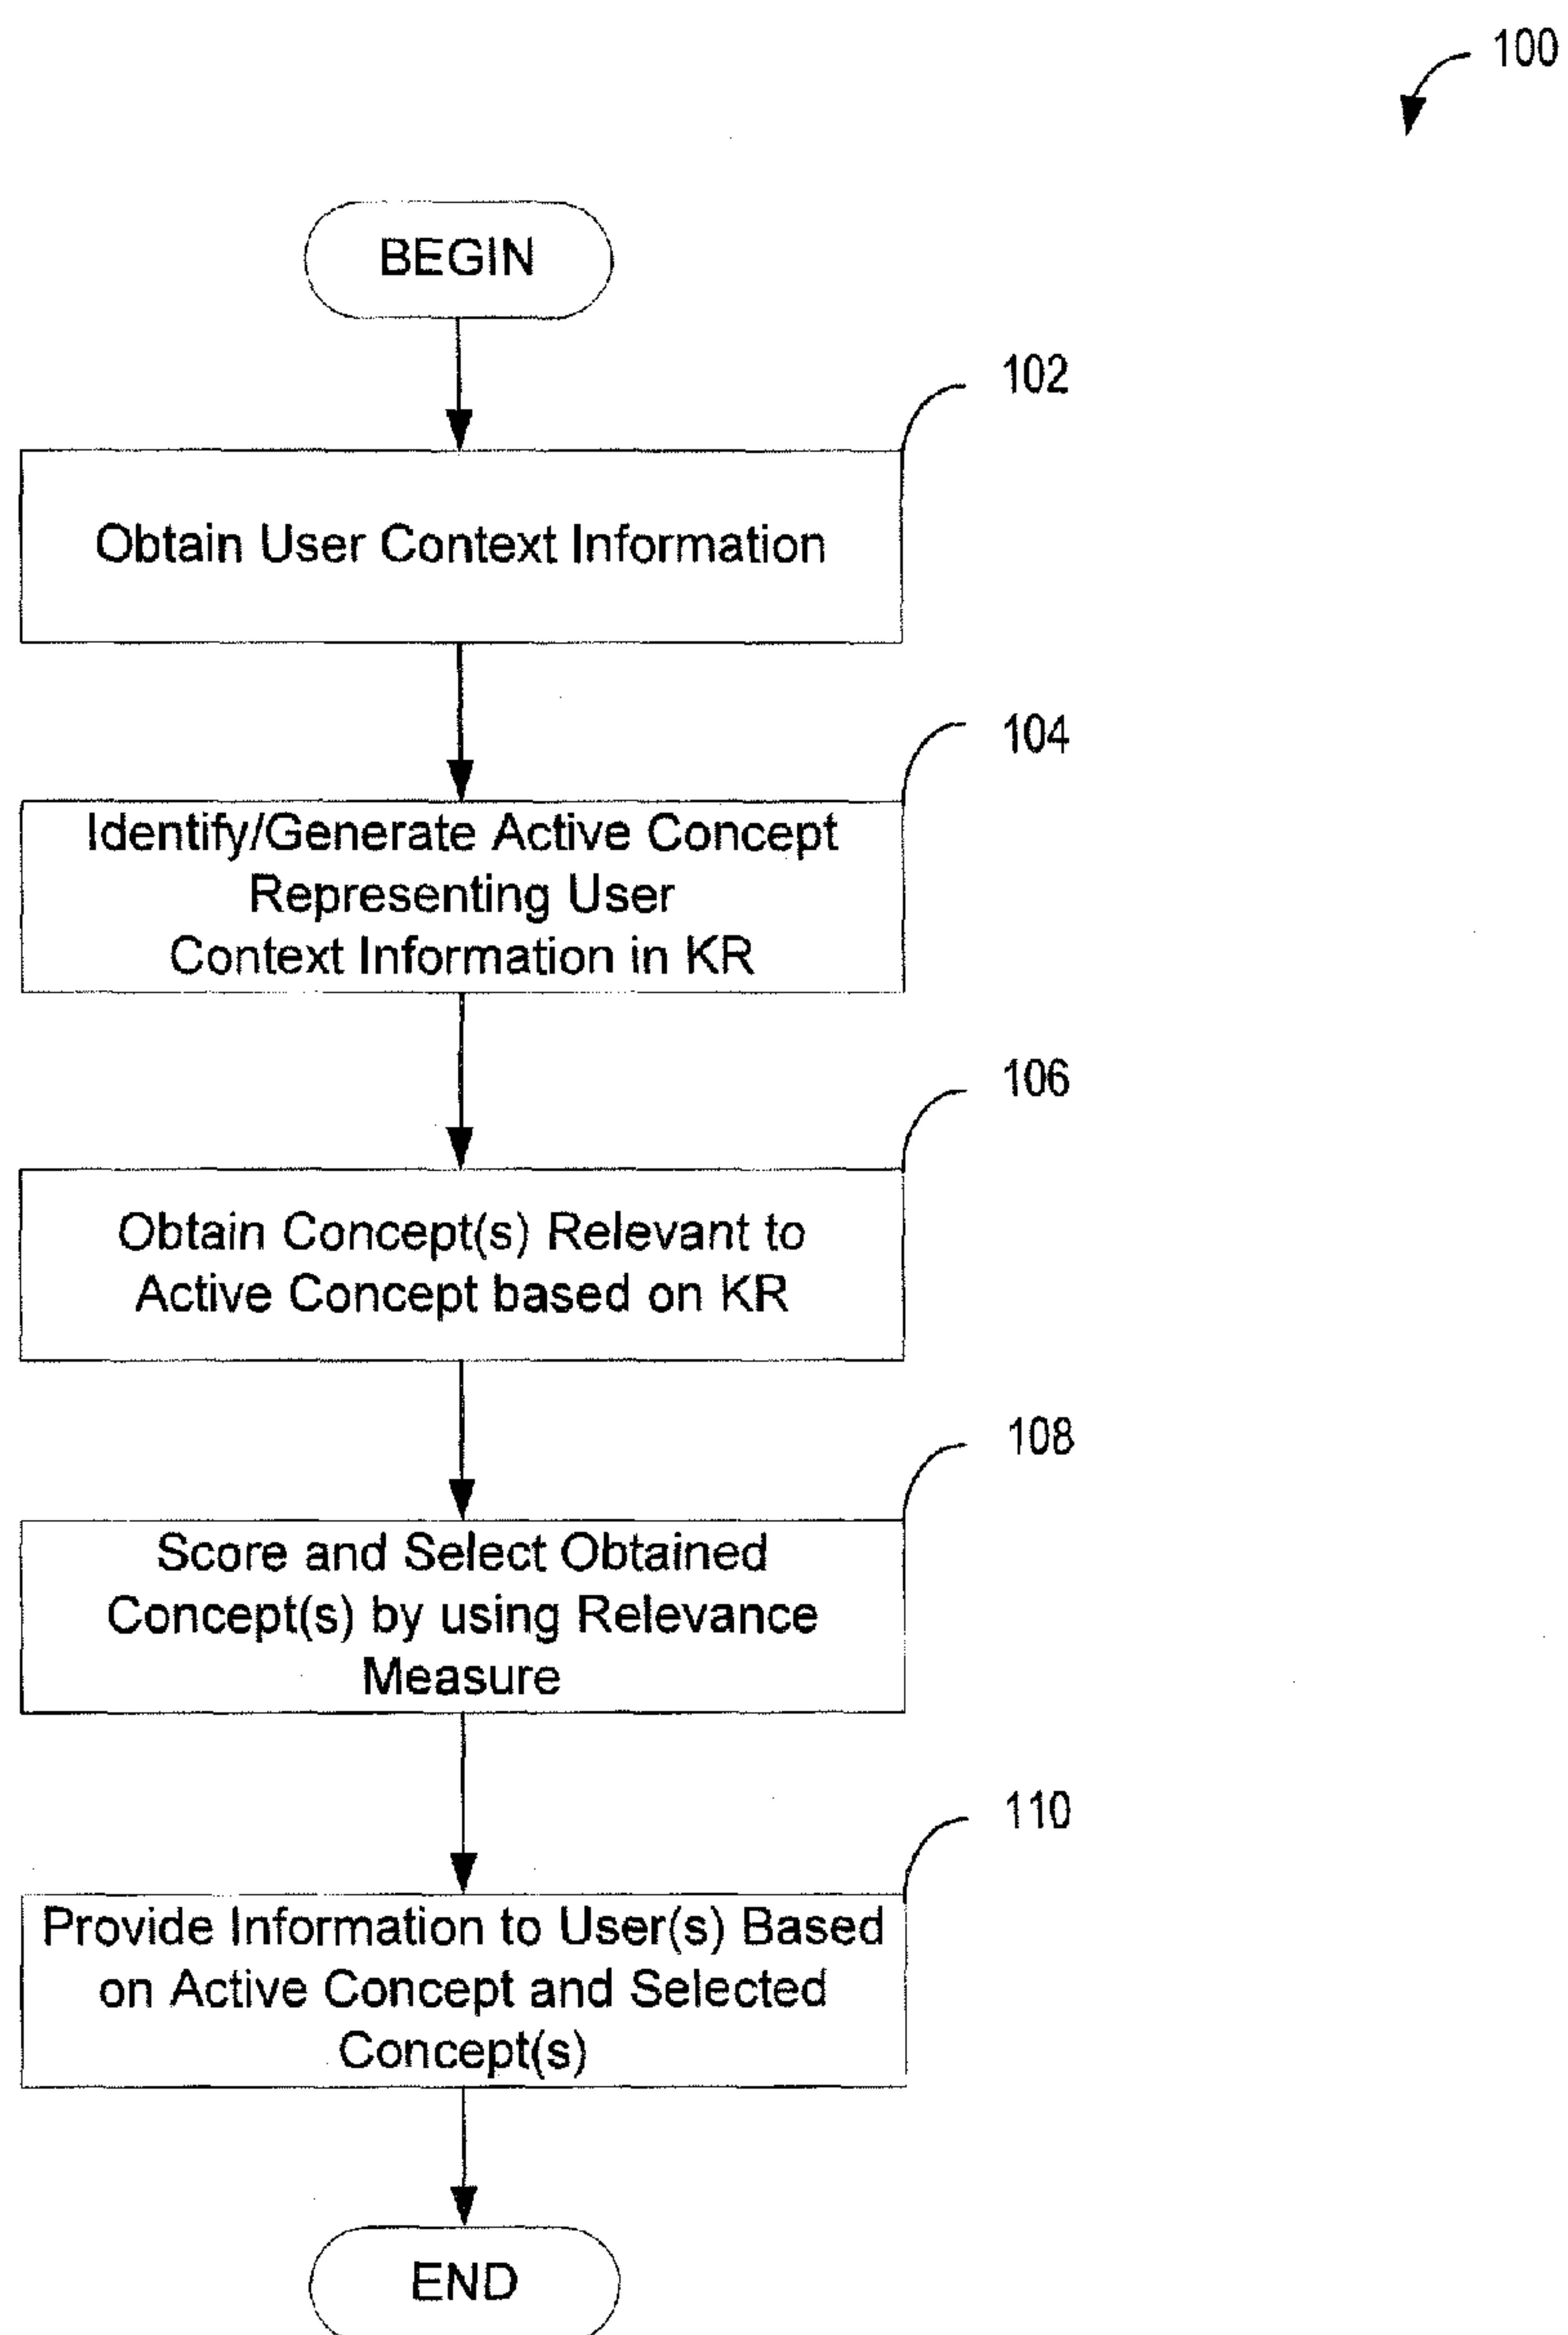 100
BEGIN
102
Obtain User Context Information
104
Identify/Generate Active Concept
Representing User
Context Information in KR
106
Obtain Concept(s) Relevant to
Active Concept based on KR
108
Score and Select Obtained
Concept(s) by using Relevance
Measure
110
Provide Information to User(s) Based
on Active Concept and Selected
Concept(s)
END